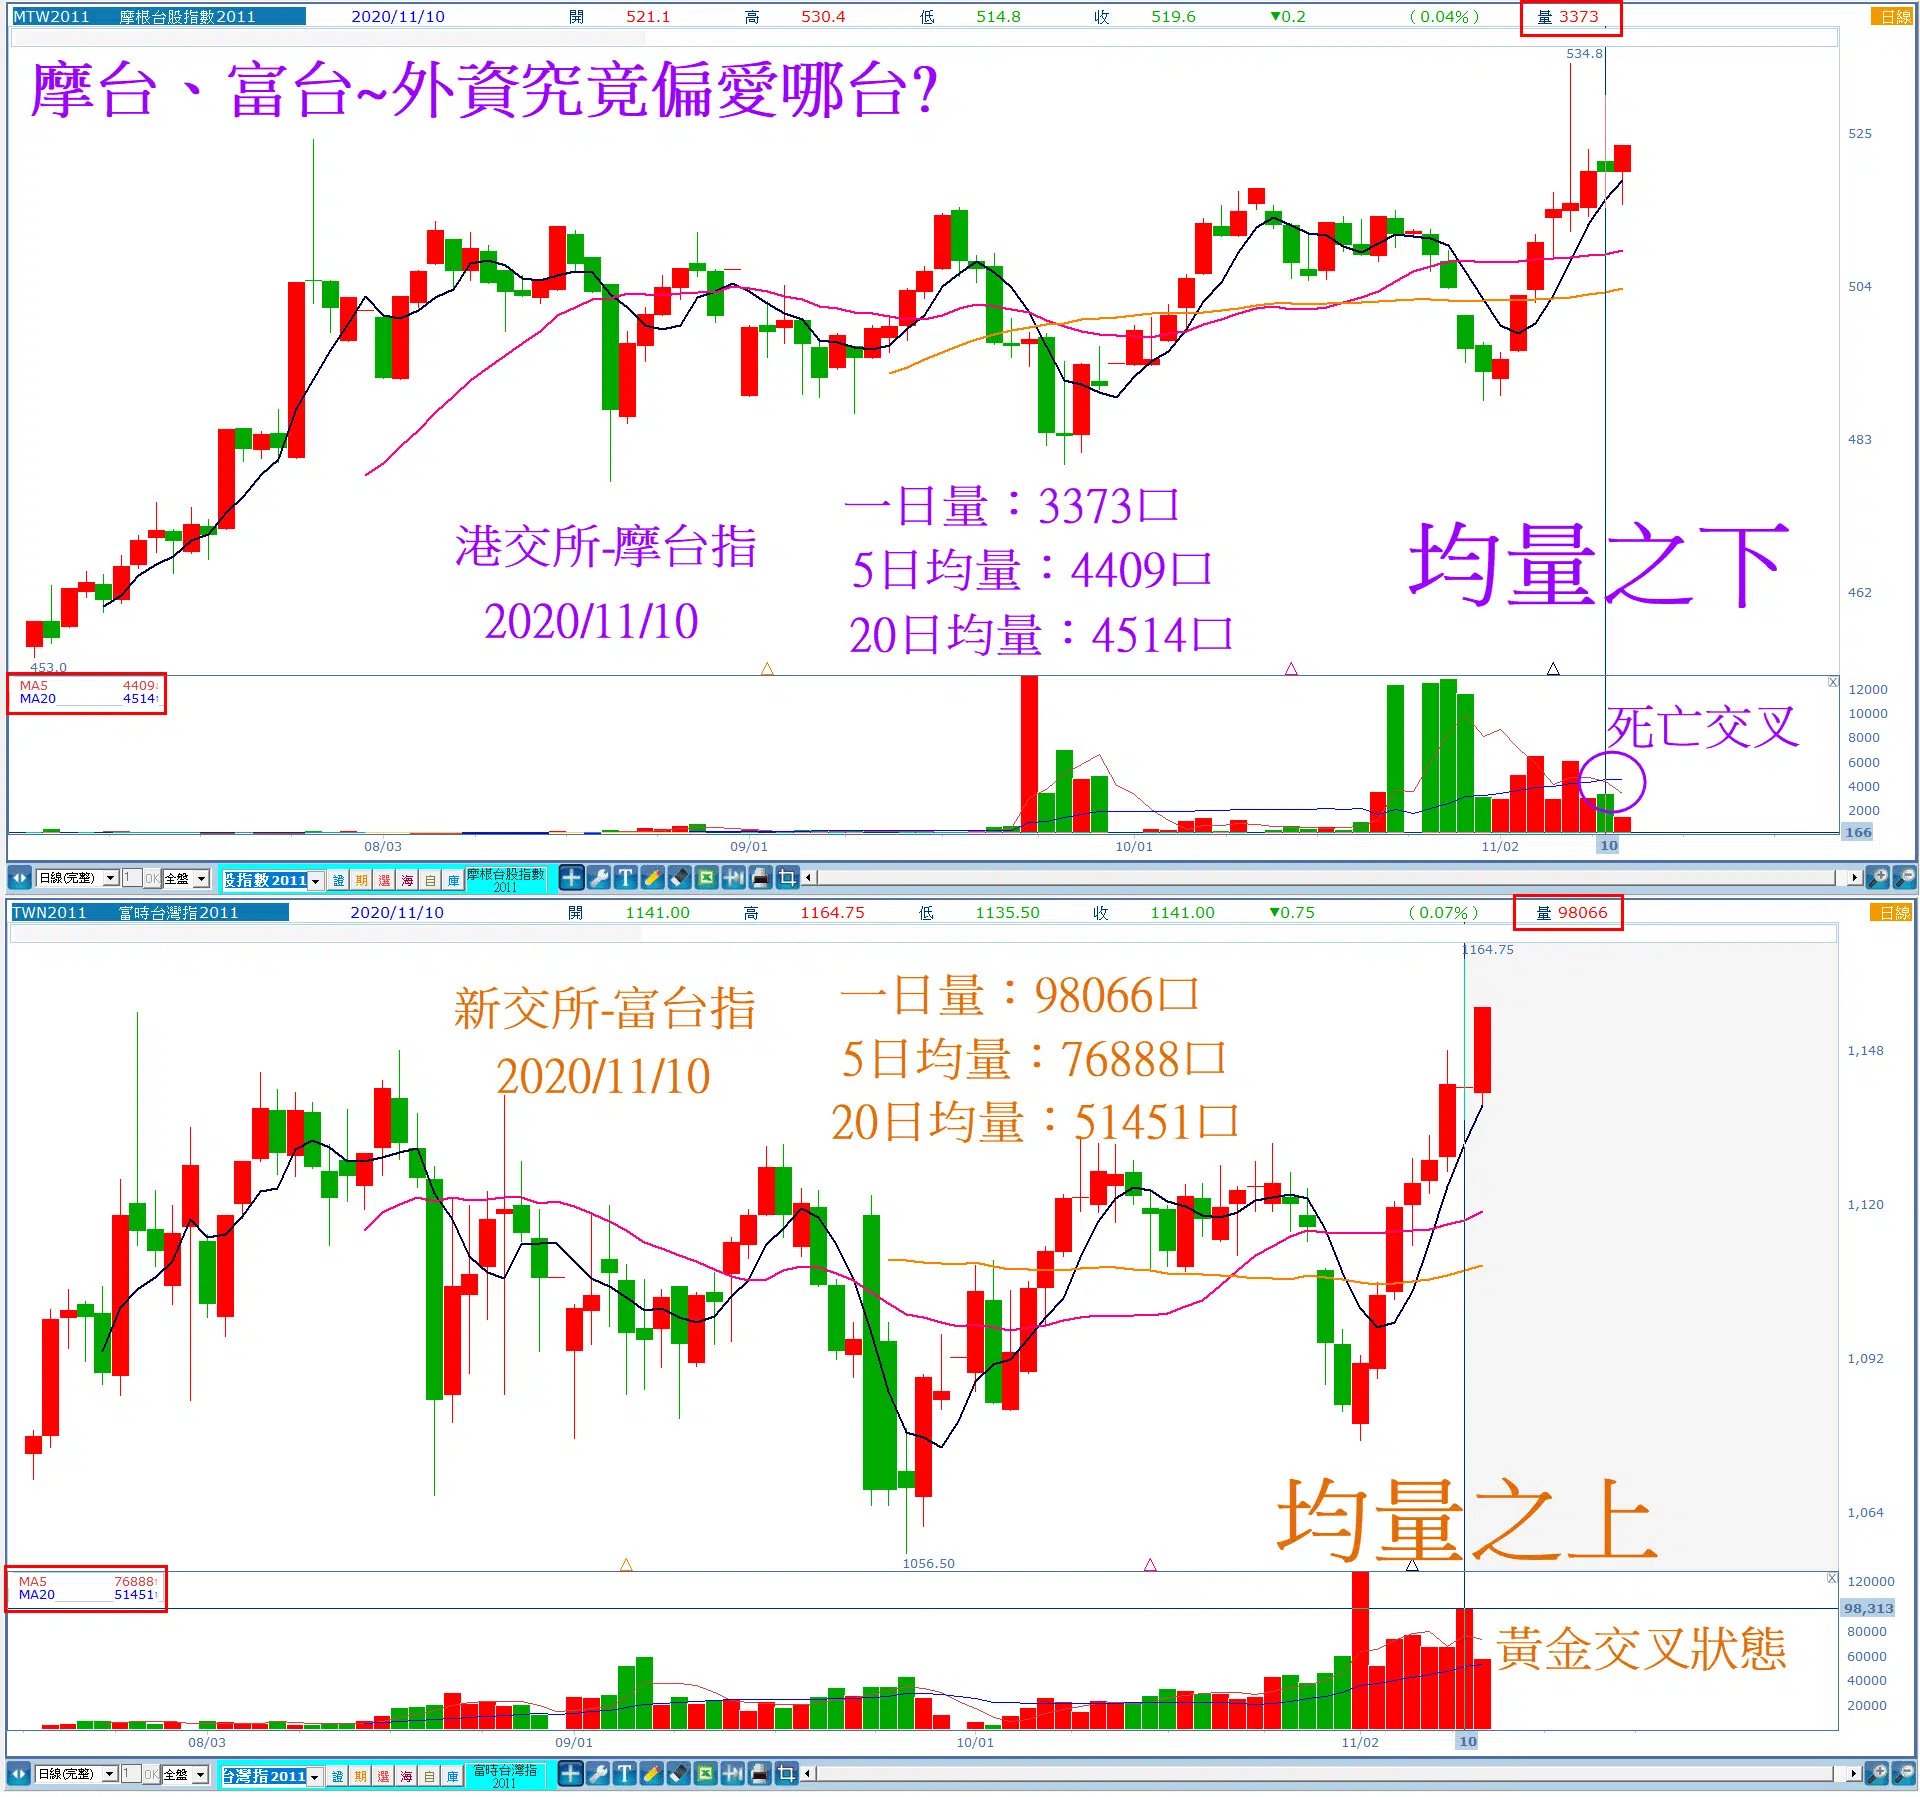 MTW2011 摩根台股指數2011 2020/11/10 開 521.1 高 530.4 低 514.8 收 519.6 ▼0.2 (0.04%) 量 3373 日線
534.8
摩台、富台~外資究竟偏愛哪台?
525
504
483
一日量：3373口
港交所-摩台指
5日均量：4409口
均量之下
462
2020/11/10
20日均量：4514口
453.0
MA5 4409↓
MA20 4514↑
12000
10000
死亡交叉
8000
6000
4000
2000
166
08/03 09/01 10/01 11/02 10
日線(完整) 1 OK 全盤 股指數2011 證 期 選 海 自 庫 摩根台股指數 2011
TWN2011 富時台灣指2011 2020/11/10 開 1141.00 高 1164.75 低 1135.50 收 1141.00 ▼0.75 (0.07%) 量 98066 日線
1164.75
一日量：98066口
新交所-富台指
1,148
5日均量：76888口
2020/11/10
20日均量：51451口
1,120
1,092
均量之上
1,064
1056.50
MA5 76888↑
MA20 51451↑
120000
98,313
黃金交叉狀態
80000
60000
40000
20000
08/03 09/01 10/01 11/02 10
日線(完整) 1 OK 全盤 台灣指2011 證 期 選 海 自 庫 富時台灣指 2011